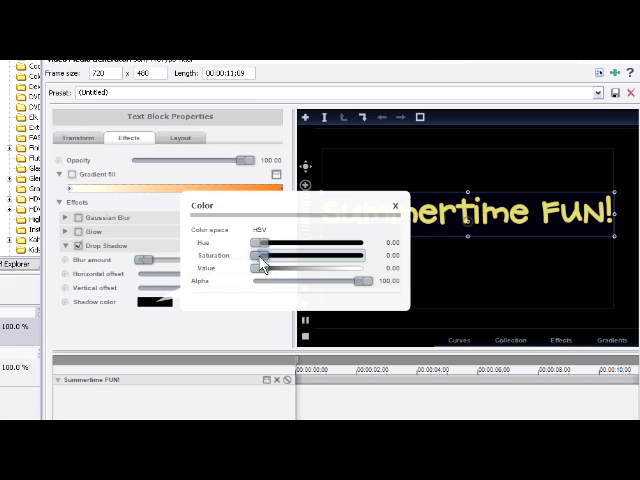 Frame size: 720 x 480 Length: 00:00:11;09
Preset: (Untitled)
Text Block Properties
Transform Effects Layout
Opacity 100.00
Gradient fill
Effects
Gaussian Blur
Glow
Drop Shadow
Blur amount
Horizontal offset
Vertical offset
Shadow color
Color X
Color space HSV
Hue 0.00
Saturation 0.00
Value 0.00
Alpha 100.00
Summertime FUN!
Curves Collection Effects Gradients
M Explorer
100.0 %
100.0 %
Summertime FUN!
00:00:00;00 00:00:02;00 00:00:04;00 00:00:06;00 00:00:08;00 00:00:10;00